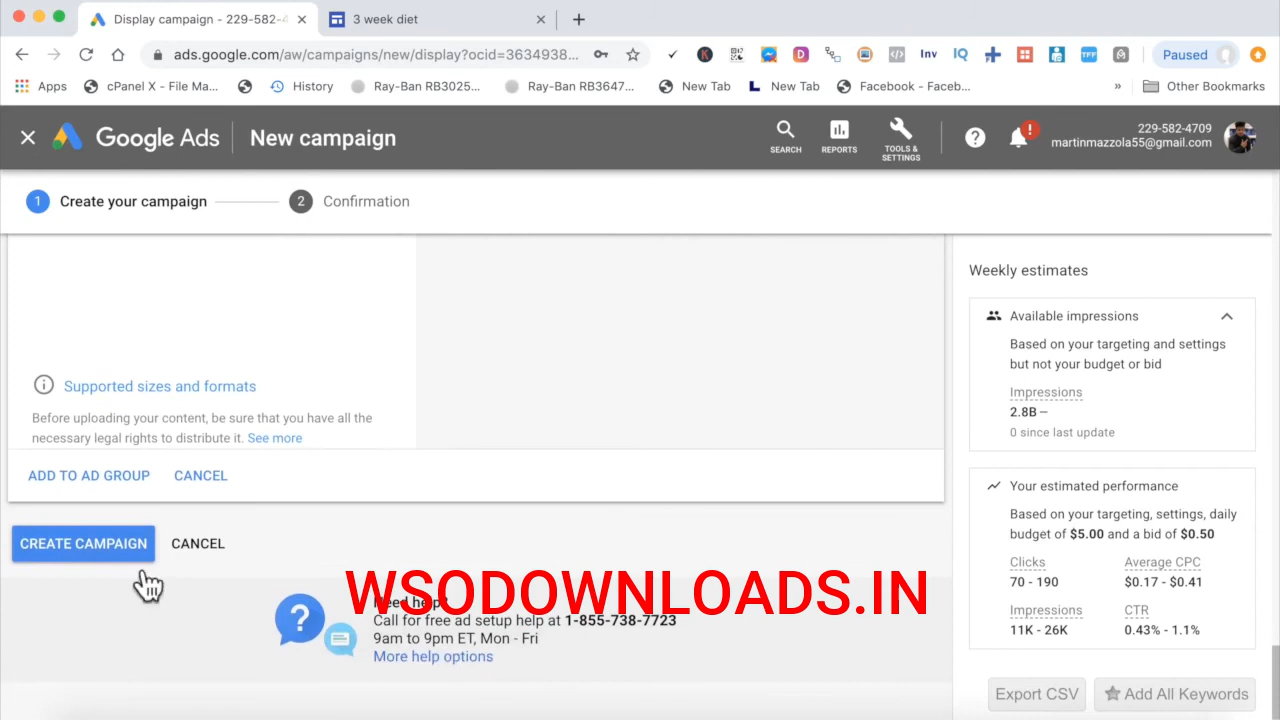 Display campaign - 229-582-4
3 week diet
ads.google.com/aw/campaigns/new/display?ocid=3634938...
Inv
IQ
TFF
Paused
Apps
cPanel X - File Ma...
History
Ray-Ban RB3025...
Ray-Ban RB3647...
New Tab
New Tab
Facebook - Faceb...
»
Other Bookmarks
Google Ads
New campaign
SEARCH
REPORTS
TOOLS &
SETTINGS
229-582-4709
martinmazzola55@gmail.com
1 Create your campaign
2 Confirmation
Supported sizes and formats
Before uploading your content, be sure that you have all the
necessary legal rights to distribute it. See more
ADD TO AD GROUP
CANCEL
CREATE CAMPAIGN
CANCEL
WSODOWNLOADS.IN
Need help?
Call for free ad setup help at 1-855-738-7723
9am to 9pm ET, Mon - Fri
More help options
Weekly estimates
Available impressions
Based on your targeting and settings
but not your budget or bid
Impressions
2.8B –
0 since last update
Your estimated performance
Based on your targeting, settings, daily
budget of $5.00 and a bid of $0.50
Clicks
70 - 190
Average CPC
$0.17 - $0.41
Impressions
11K - 26K
CTR
0.43% - 1.1%
Export CSV
Add All Keywords